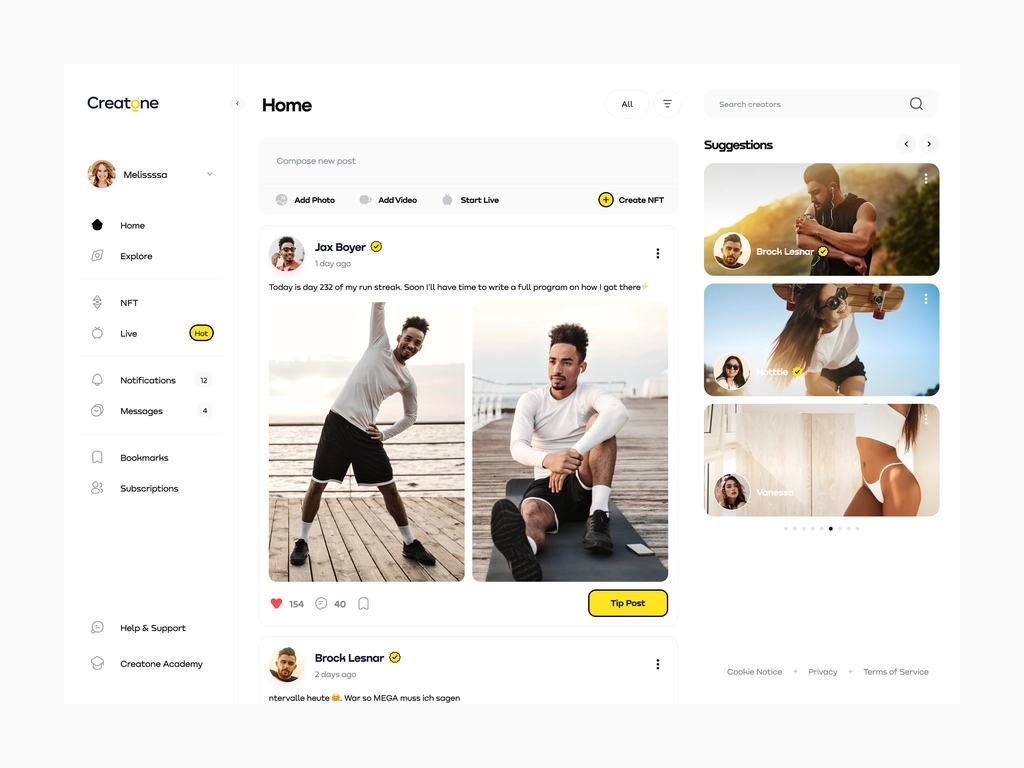 Creatone
Melissssa
Home
Explore
NFT
Live
Hot
Notifications
12
Messages
4
Bookmarks
Subscriptions
Help & Support
Creatone Academy
Home
All
Compose new post
Add Photo
Add Video
Start Live
Create NFT
Jax Boyer
1 day ago
Today is day 232 of my run streak. Soon I'll have time to write a full program on how I got there⚡
154
40
Tip Post
Brock Lesnar
2 days ago
ntervalle heute🤗. War so MEGA muss ich sagen
Search creators
Suggestions
Brock Lesnar
Hotttie
Vanessa
Cookie Notice
Privacy
Terms of Service